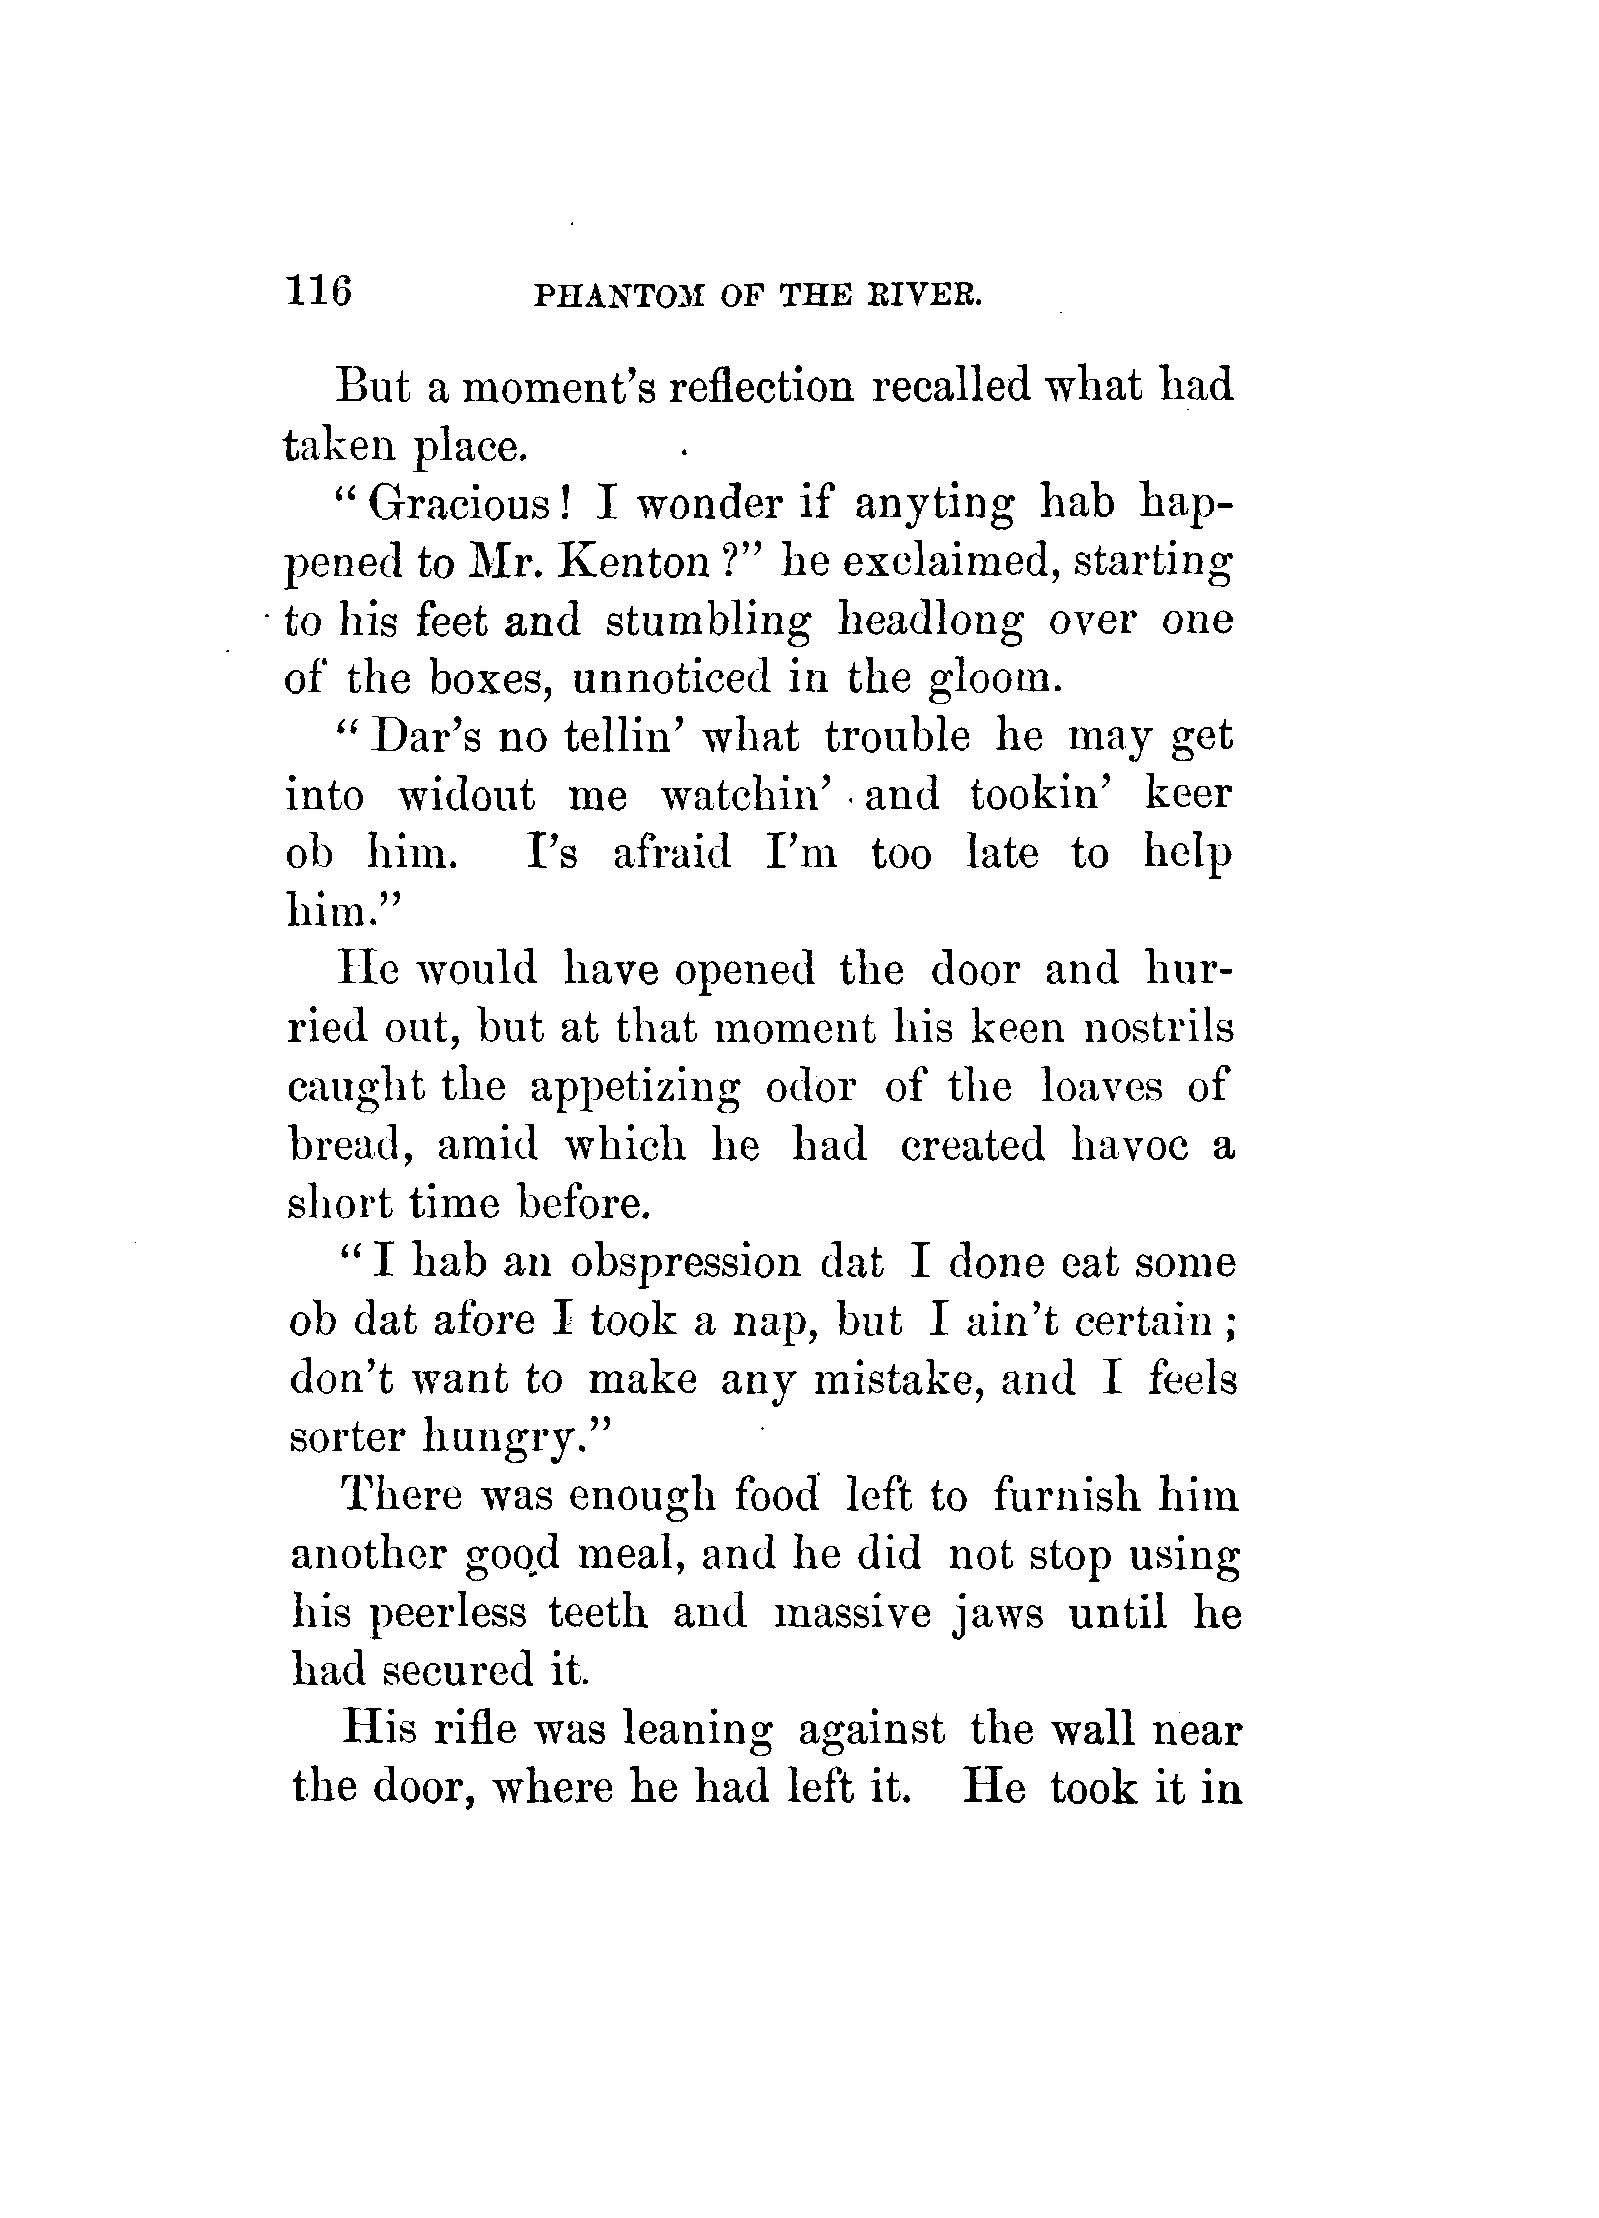 116 PHANTOM OF THE RIVER.
But a moment's reflection recalled what had
taken place.
"Gracious! I wonder if anyting hab hap-
pened to Mr. Kenton?" he exclaimed, starting
to his feet and stumbling headlong over one
of the boxes, unnoticed in the gloom.
"Dar's no tellin' what trouble he may get
into widout me watchin' and tookin' keer
ob him. I's afraid I'm too late to help
him."
He would have opened the door and hur-
ried out, but at that moment his keen nostrils
caught the appetizing odor of the loaves of
bread, amid which he had created havoc a
short time before.
"I hab an obspression dat I done eat some
ob dat afore I took a nap, but I ain't certain;
don't want to make any mistake, and I feels
sorter hungry."
There was enough food left to furnish him
another good meal, and he did not stop using
his peerless teeth and massive jaws until he
had secured it.
His rifle was leaning against the wall near
the door, where he had left it. He took it in